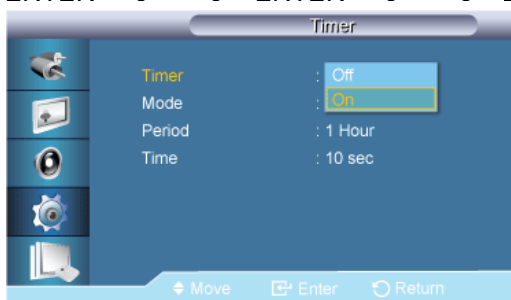 Timer
Timer : Off
On
Mode :
Period : 1 Hour
Time : 10 sec
Move Enter Return